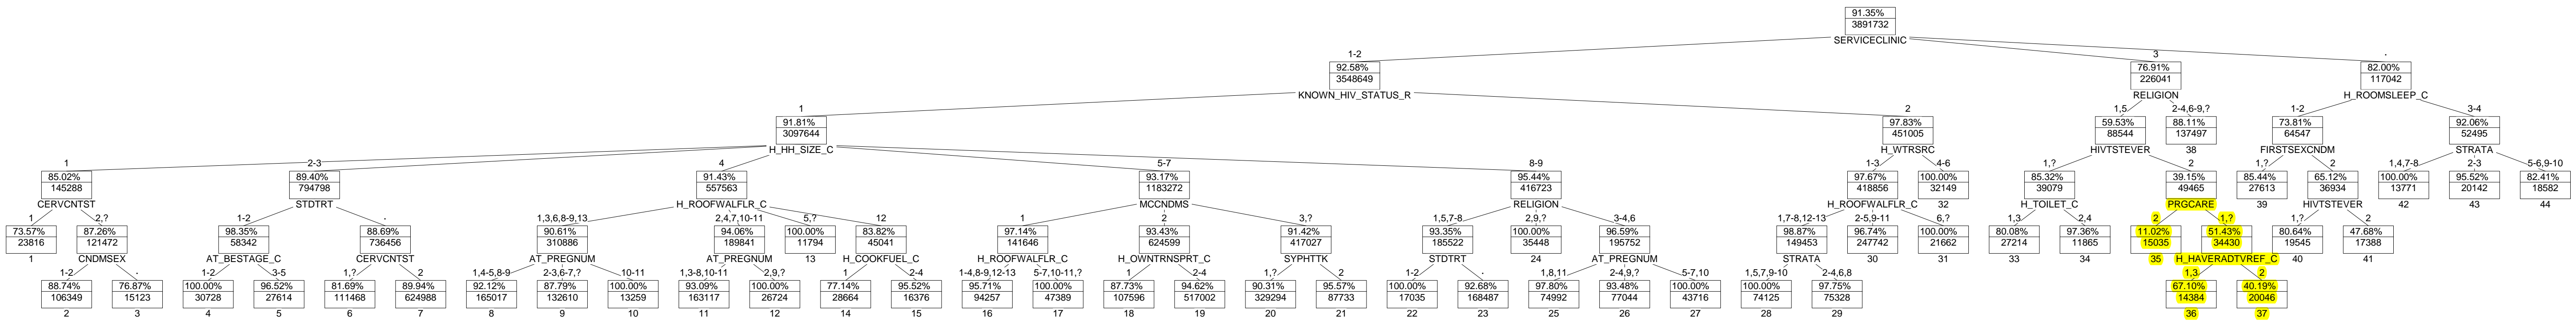 91.35%
3891732
SERVICECLINIC
1-2 3 .
92.58% 76.91% 82.00%
3548649 226041 117042
KNOWN_HIV_STATUS_R RELIGION H_ROOMSLEEP_C
1 2 1,5 2-4,6-9,? 1-2 3-4
91.81% 97.83% 59.53% 88.11% 73.81% 92.06%
3097644 451005 88544 137497 64547 52495
H_HH_SIZE_C H_WTRSRC HIVTSTEVER 38 FIRSTSEXCNDM STRATA
1 2-3 4 5-7 8-9 1-3 4-6 1,? 2 1,? 2 1,4,7-8 2-3 5-6,9-10
85.02% 89.40% 91.43% 93.17% 95.44% 97.67% 100.00% 85.32% 39.15% 85.44% 65.12% 100.00% 95.52% 82.41%
145288 794798 557563 1183272 416723 418856 32149 39079 49465 27613 36934 13771 20142 18582
CERVCNTST STDTRT H_ROOFWALFLR_C MCCNDMS RELIGION H_ROOFWALFLR_C 32 H_TOILET_C PRGCARE 39 HIVTSTEVER 42 43 44
1 2,? 1-2 . 1,3,6,8-9,13 2,4,7,10-11 5,? 12 1 2 3,? 1,5,7-8 2,9,? 3-4,6 1,7-8,12-13 2-5,9-11 6,? 1,3 2,4 2 1,? 1,? 2
73.57% 87.26% 98.35% 88.69% 90.61% 94.06% 100.00% 83.82% 97.14% 93.43% 91.42% 93.35% 100.00% 96.59% 98.87% 96.74% 100.00% 80.08% 97.36% 11.02% 51.43% 80.64% 47.68%
23816 121472 58342 736456 310886 189841 11794 45041 141646 624599 417027 185522 35448 195752 149453 247742 21662 27214 11865 15035 34430 19545 17388
1 CNDMSEX AT_BESTAGE_C CERVCNTST AT_PREGNUM AT_PREGNUM 13 H_COOKFUEL_C H_ROOFWALFLR_C H_OWNTRNSPRT_C SYPHTTK STDTRT 24 AT_PREGNUM STRATA 30 31 33 34 35 H_HAVERADTVREF_C 40 41
1-2 . 1-2 3-5 1,? 2 1,4-5,8-9 2-3,6-7,? 10-11 1,3-8,10-11 2,9,? 1 2-4 1-4,8-9,12-13 5-7,10-11,? 1 2-4 1,? 2 1-2 . 1,8,11 2-4,9,? 5-7,10 1,5,7,9-10 2-4,6,8 1,3 2
88.74% 76.87% 100.00% 96.52% 81.69% 89.94% 92.12% 87.79% 100.00% 93.09% 100.00% 77.14% 95.52% 95.71% 100.00% 87.73% 94.62% 90.31% 95.57% 100.00% 92.68% 97.80% 93.48% 100.00% 100.00% 97.75% 67.10% 40.19%
106349 15123 30728 27614 111468 624988 165017 132610 13259 163117 26724 28664 16376 94257 47389 107596 517002 329294 87733 17035 168487 74992 77044 43716 74125 75328 14384 20046
2 3 4 5 6 7 8 9 10 11 12 14 15 16 17 18 19 20 21 22 23 25 26 27 28 29 36 37